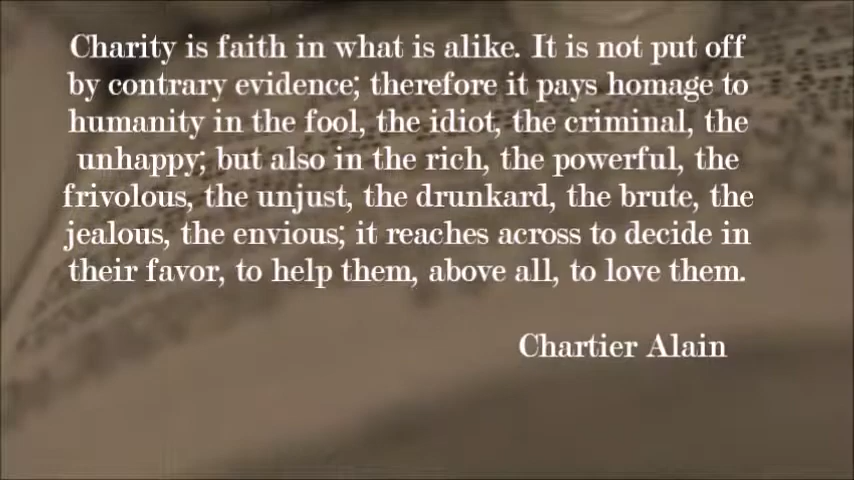 Charity is faith in what is alike. It is not put off
by contrary evidence; therefore it pays homage to
humanity in the fool, the idiot, the criminal, the
unhappy; but also in the rich, the powerful, the
frivolous, the unjust, the drunkard, the brute, the
jealous, the envious; it reaches across to decide in
their favor, to help them, above all, to love them.
Chartier Alain